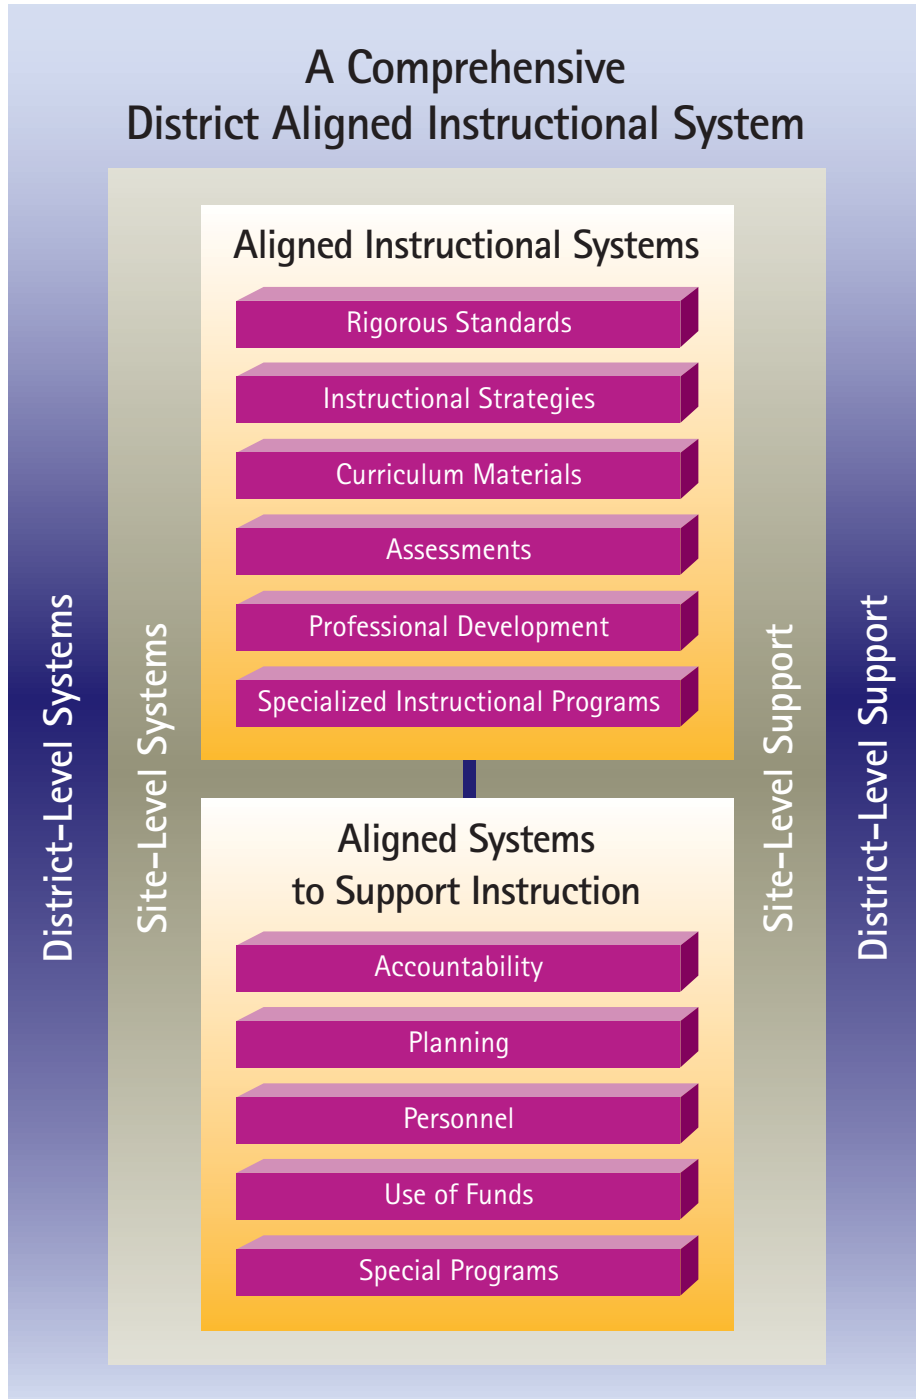 A Comprehensive
District Aligned Instructional System
Aligned Instructional Systems
Rigorous Standards
Instructional Strategies
Curriculum Materials
Assessments
Professional Development
Specialized Instructional Programs
Aligned Systems
to Support Instruction
Accountability
Planning
Personnel
Use of Funds
Special Programs
District-Level Systems
Site-Level Systems
Site-Level Support
District-Level Support